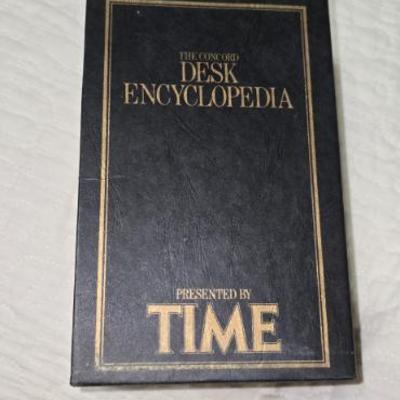 THE CONCORD
DESK
ENCYCLOPEDIA
PRESENTED BY
TIME